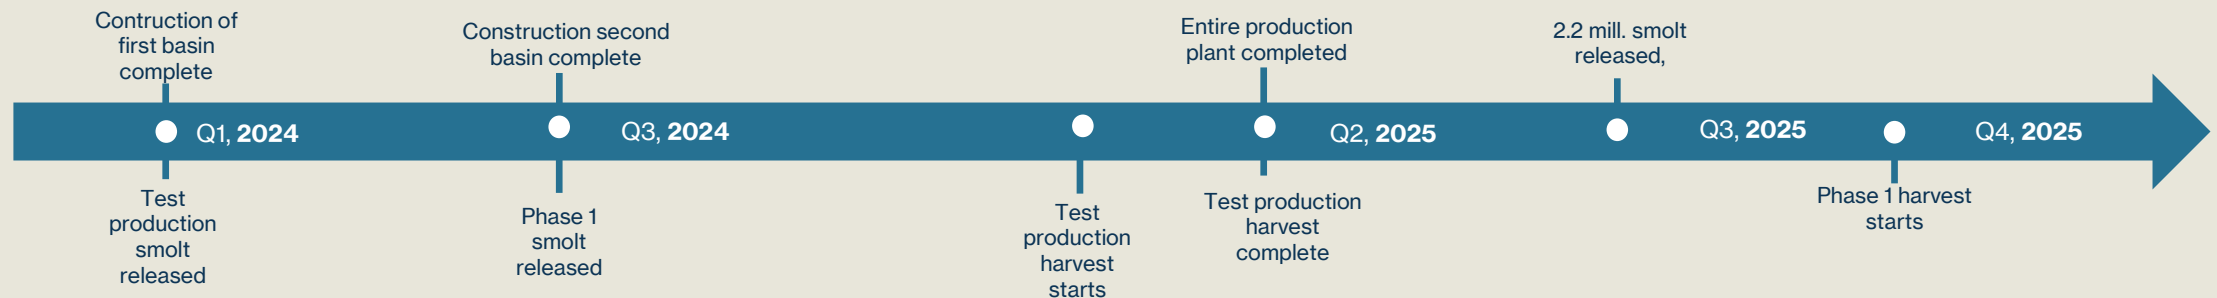 Contruction of
first basin
complete
Construction second
basin complete
Entire production
plant completed
2.2 mill. smolt
released,
Q1, 2024
Q3, 2024
Q2, 2025
Q3, 2025
Q4, 2025
Test
production
smolt
released
Phase 1
smolt
released
Test
production
harvest
starts
Test production
harvest
complete
Phase 1 harvest
starts